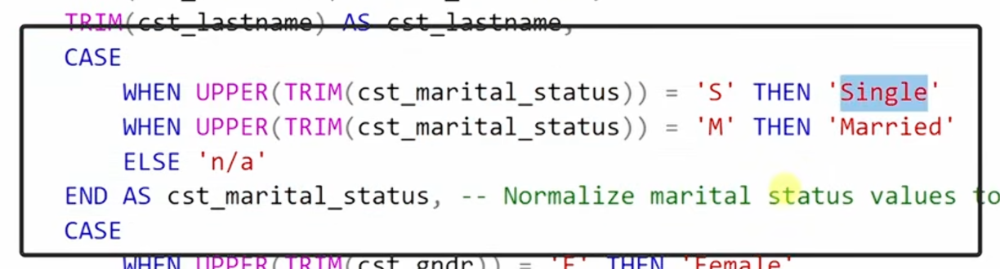 TRIM(cst_lastname) AS cst_lastname,
CASE
WHEN UPPER(TRIM(cst_marital_status)) = 'S' THEN 'Single'
WHEN UPPER(TRIM(cst_marital_status)) = 'M' THEN 'Married'
ELSE 'n/a'
END AS cst_marital_status, -- Normalize marital status values to
CASE
WHEN UPPER(TRIM(cst_gndr)) = 'F' THEN 'Female'